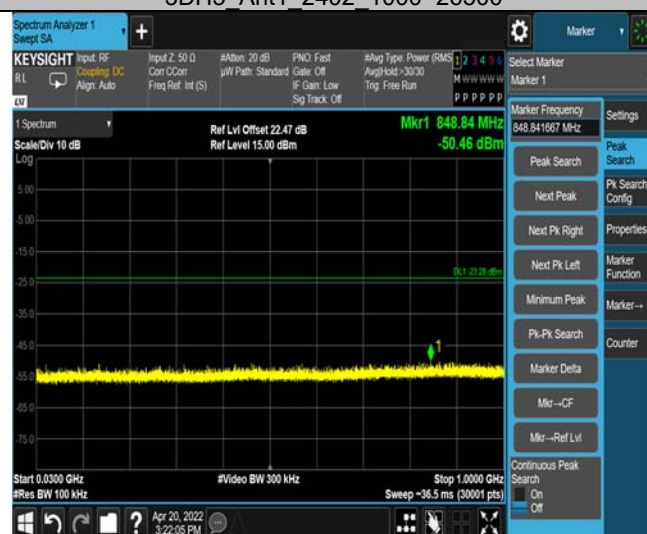 3DH5_Ant1_2402_1000~26500
Spectrum Analyzer 1
Swept SA
Marker
KEYSIGHT
RL
Input: RF
Coupling: DC
Align: Auto
Input Z: 50 Ω
Corr CCorr
Freq Ref: Int (S)
#Atten: 20 dB
µW Path: Standard
PNO: Fast
Gate: Off
IF Gain: Low
Sig Track: Off
#Avg Type: Power (RMS
Avg|Hold:>30/30
Trig: Free Run
1 2 3 4 5 6
M W W W W W
P P P P P P
Select Marker
Marker 1
1 Spectrum
Scale/Div 10 dB
Log
Ref Lvl Offset 22.47 dB
Ref Level 15.00 dBm
Mkr1 848.84 MHz
-50.46 dBm
5.00
-5.00
-15.0
-25.0
-35.0
-45.0
-55.0
-65.0
-75.0
DL1 -23.28 dBm
1
Start 0.0300 GHz
#Res BW 100 kHz
#Video BW 300 kHz
Stop 1.0000 GHz
Sweep ~36.5 ms (30001 pts)
Marker Frequency
848.841667 MHz
Peak Search
Next Peak
Next Pk Right
Next Pk Left
Minimum Peak
Pk-Pk Search
Marker Delta
Mkr→CF
Mkr→Ref Lvl
Continuous Peak
Search
On
Off
Settings
Peak
Search
Pk Search
Config
Properties
Marker
Function
Marker→
Counter
Apr 20, 2022
3:22:05 PM